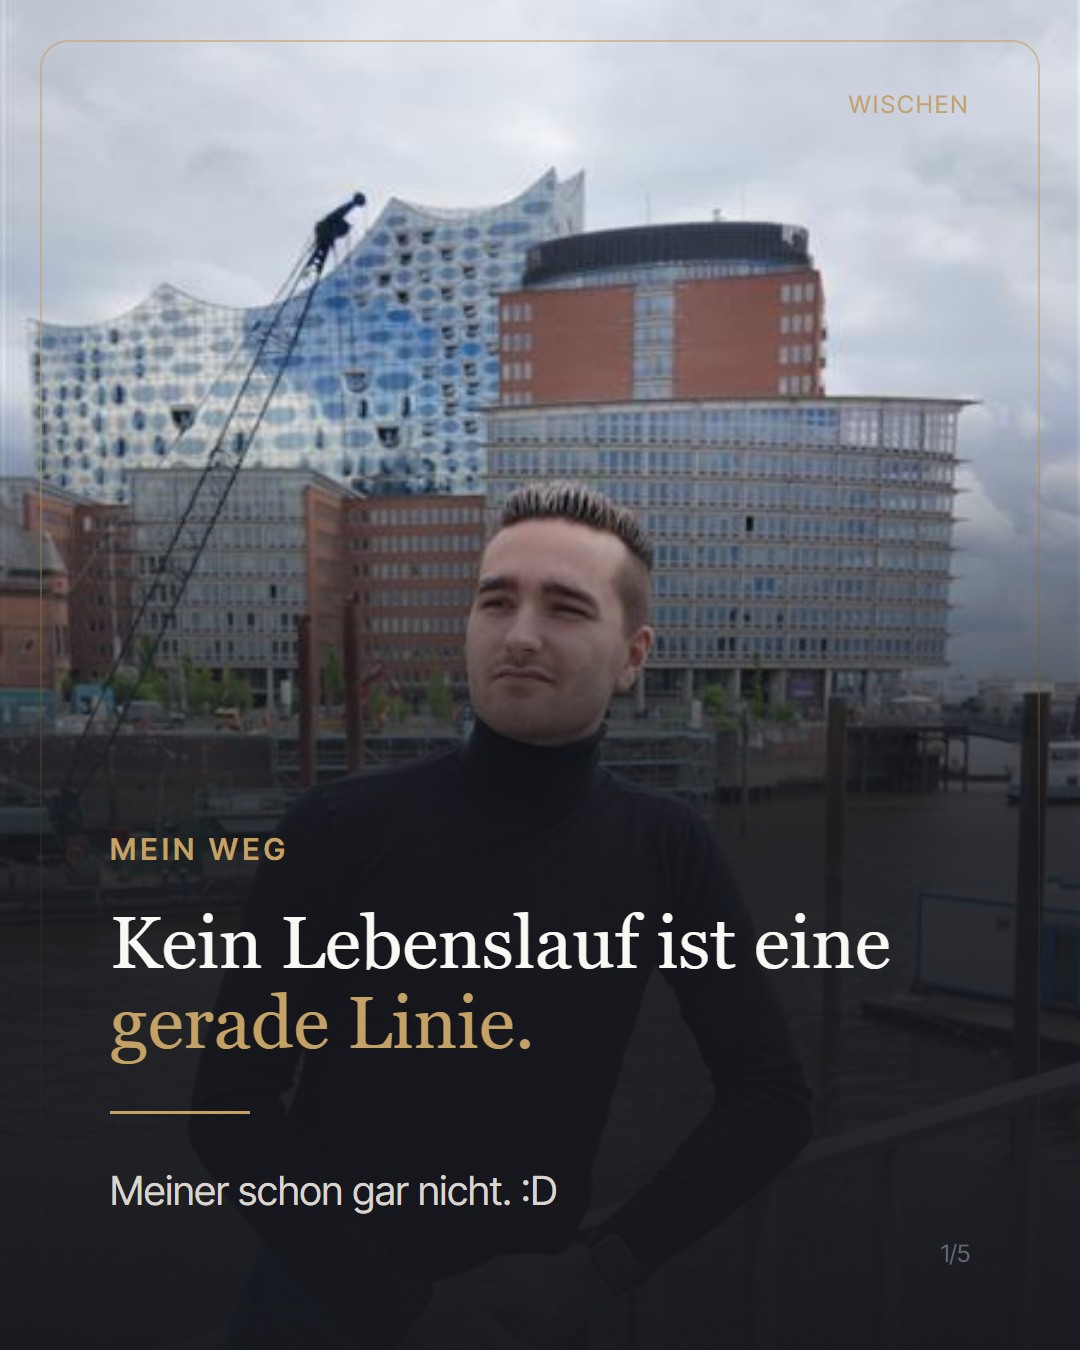 WISCHEN
MEIN WEG
Kein Lebenslauf ist eine
gerade Linie.
Meiner schon gar nicht. :D
1/5